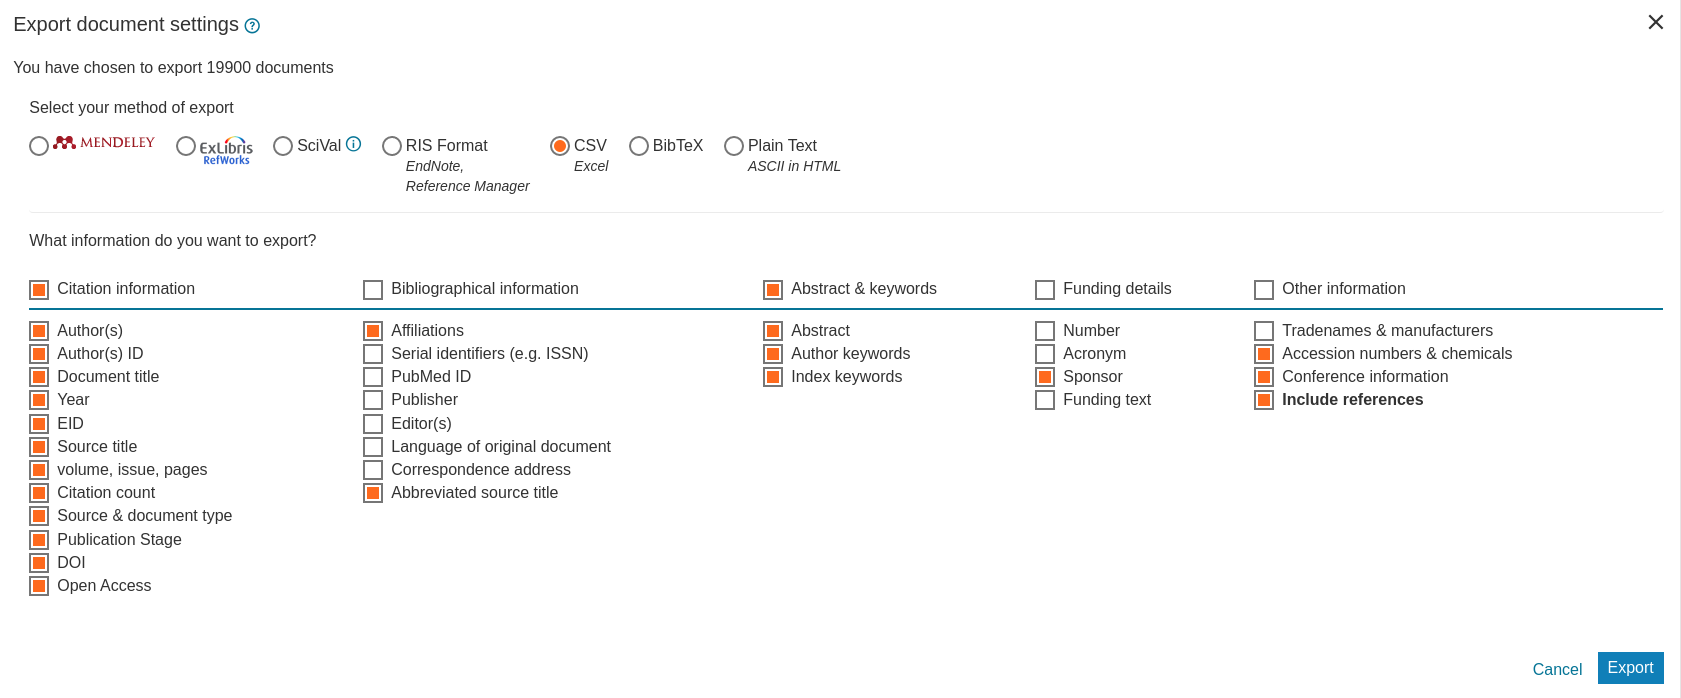 Export document settings ?
You have chosen to export 19900 documents
Select your method of export
MENDELEY ExLibris SciVal i RIS Format CSV BibTeX Plain Text
RefWorks EndNote, Excel ASCII in HTML
Reference Manager
What information do you want to export?
Citation information Bibliographical information Abstract & keywords Funding details Other information
Author(s) Affiliations Abstract Number Tradenames & manufacturers
Author(s) ID Serial identifiers (e.g. ISSN) Author keywords Acronym Accession numbers & chemicals
Document title PubMed ID Index keywords Sponsor Conference information
Year Publisher Funding text Include references
EID Editor(s)
Source title Language of original document
volume, issue, pages Correspondence address
Citation count Abbreviated source title
Source & document type
Publication Stage
DOI
Open Access
Cancel Export